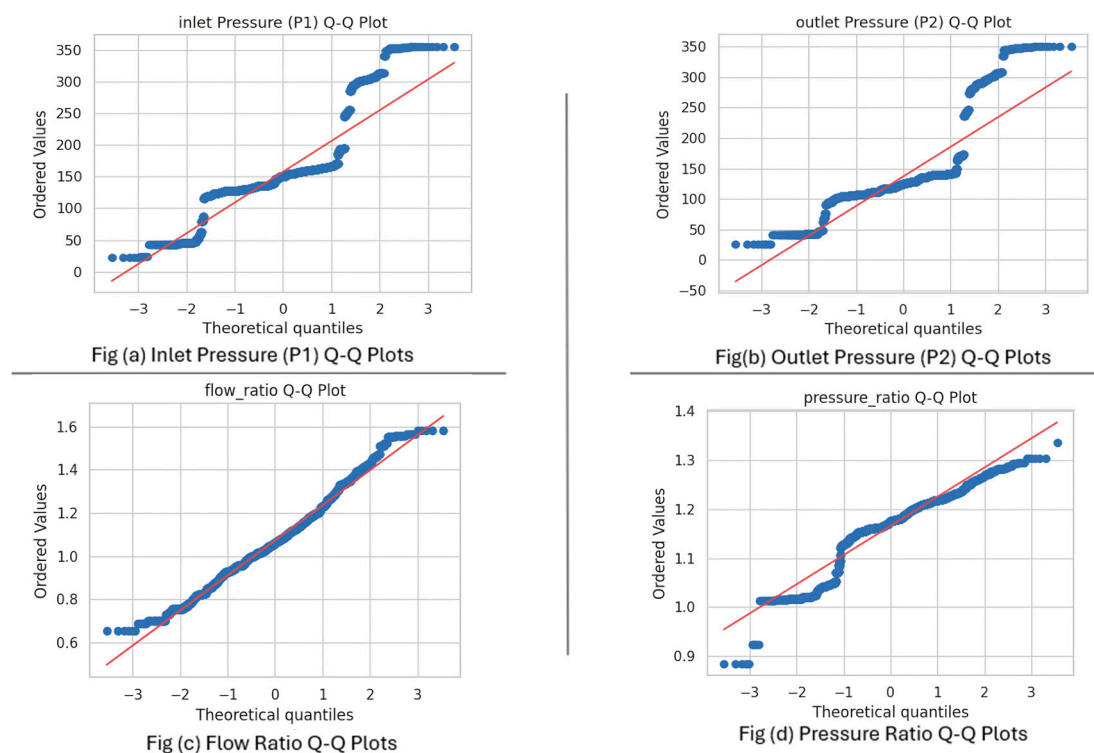 inlet Pressure (P1) Q-Q Plot
350
300
250
200
150
100
50
0
Ordered Values
−3 −2 −1 0 1 2 3
Theoretical quantiles
Fig (a) Inlet Pressure (P1) Q-Q Plots
outlet Pressure (P2) Q-Q Plot
350
300
250
200
150
100
50
0
−50
Ordered Values
−3 −2 −1 0 1 2 3
Theoretical quantiles
Fig(b) Outlet Pressure (P2) Q-Q Plots
flow_ratio Q-Q Plot
1.6
1.4
1.2
1.0
0.8
0.6
Ordered Values
−3 −2 −1 0 1 2 3
Theoretical quantiles
Fig (c) Flow Ratio Q-Q Plots
pressure_ratio Q-Q Plot
1.4
1.3
1.2
1.1
1.0
0.9
Ordered Values
−3 −2 −1 0 1 2 3
Theoretical quantiles
Fig (d) Pressure Ratio Q-Q Plots